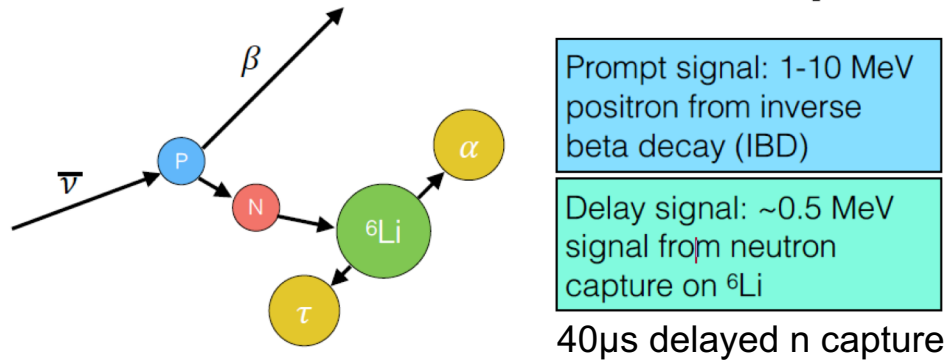 β
P
ν̅
N
⁶Li
α
τ
Prompt signal: 1-10 MeV
positron from inverse
beta decay (IBD)
Delay signal: ~0.5 MeV
signal from neutron
capture on ⁶Li
40μs delayed n capture